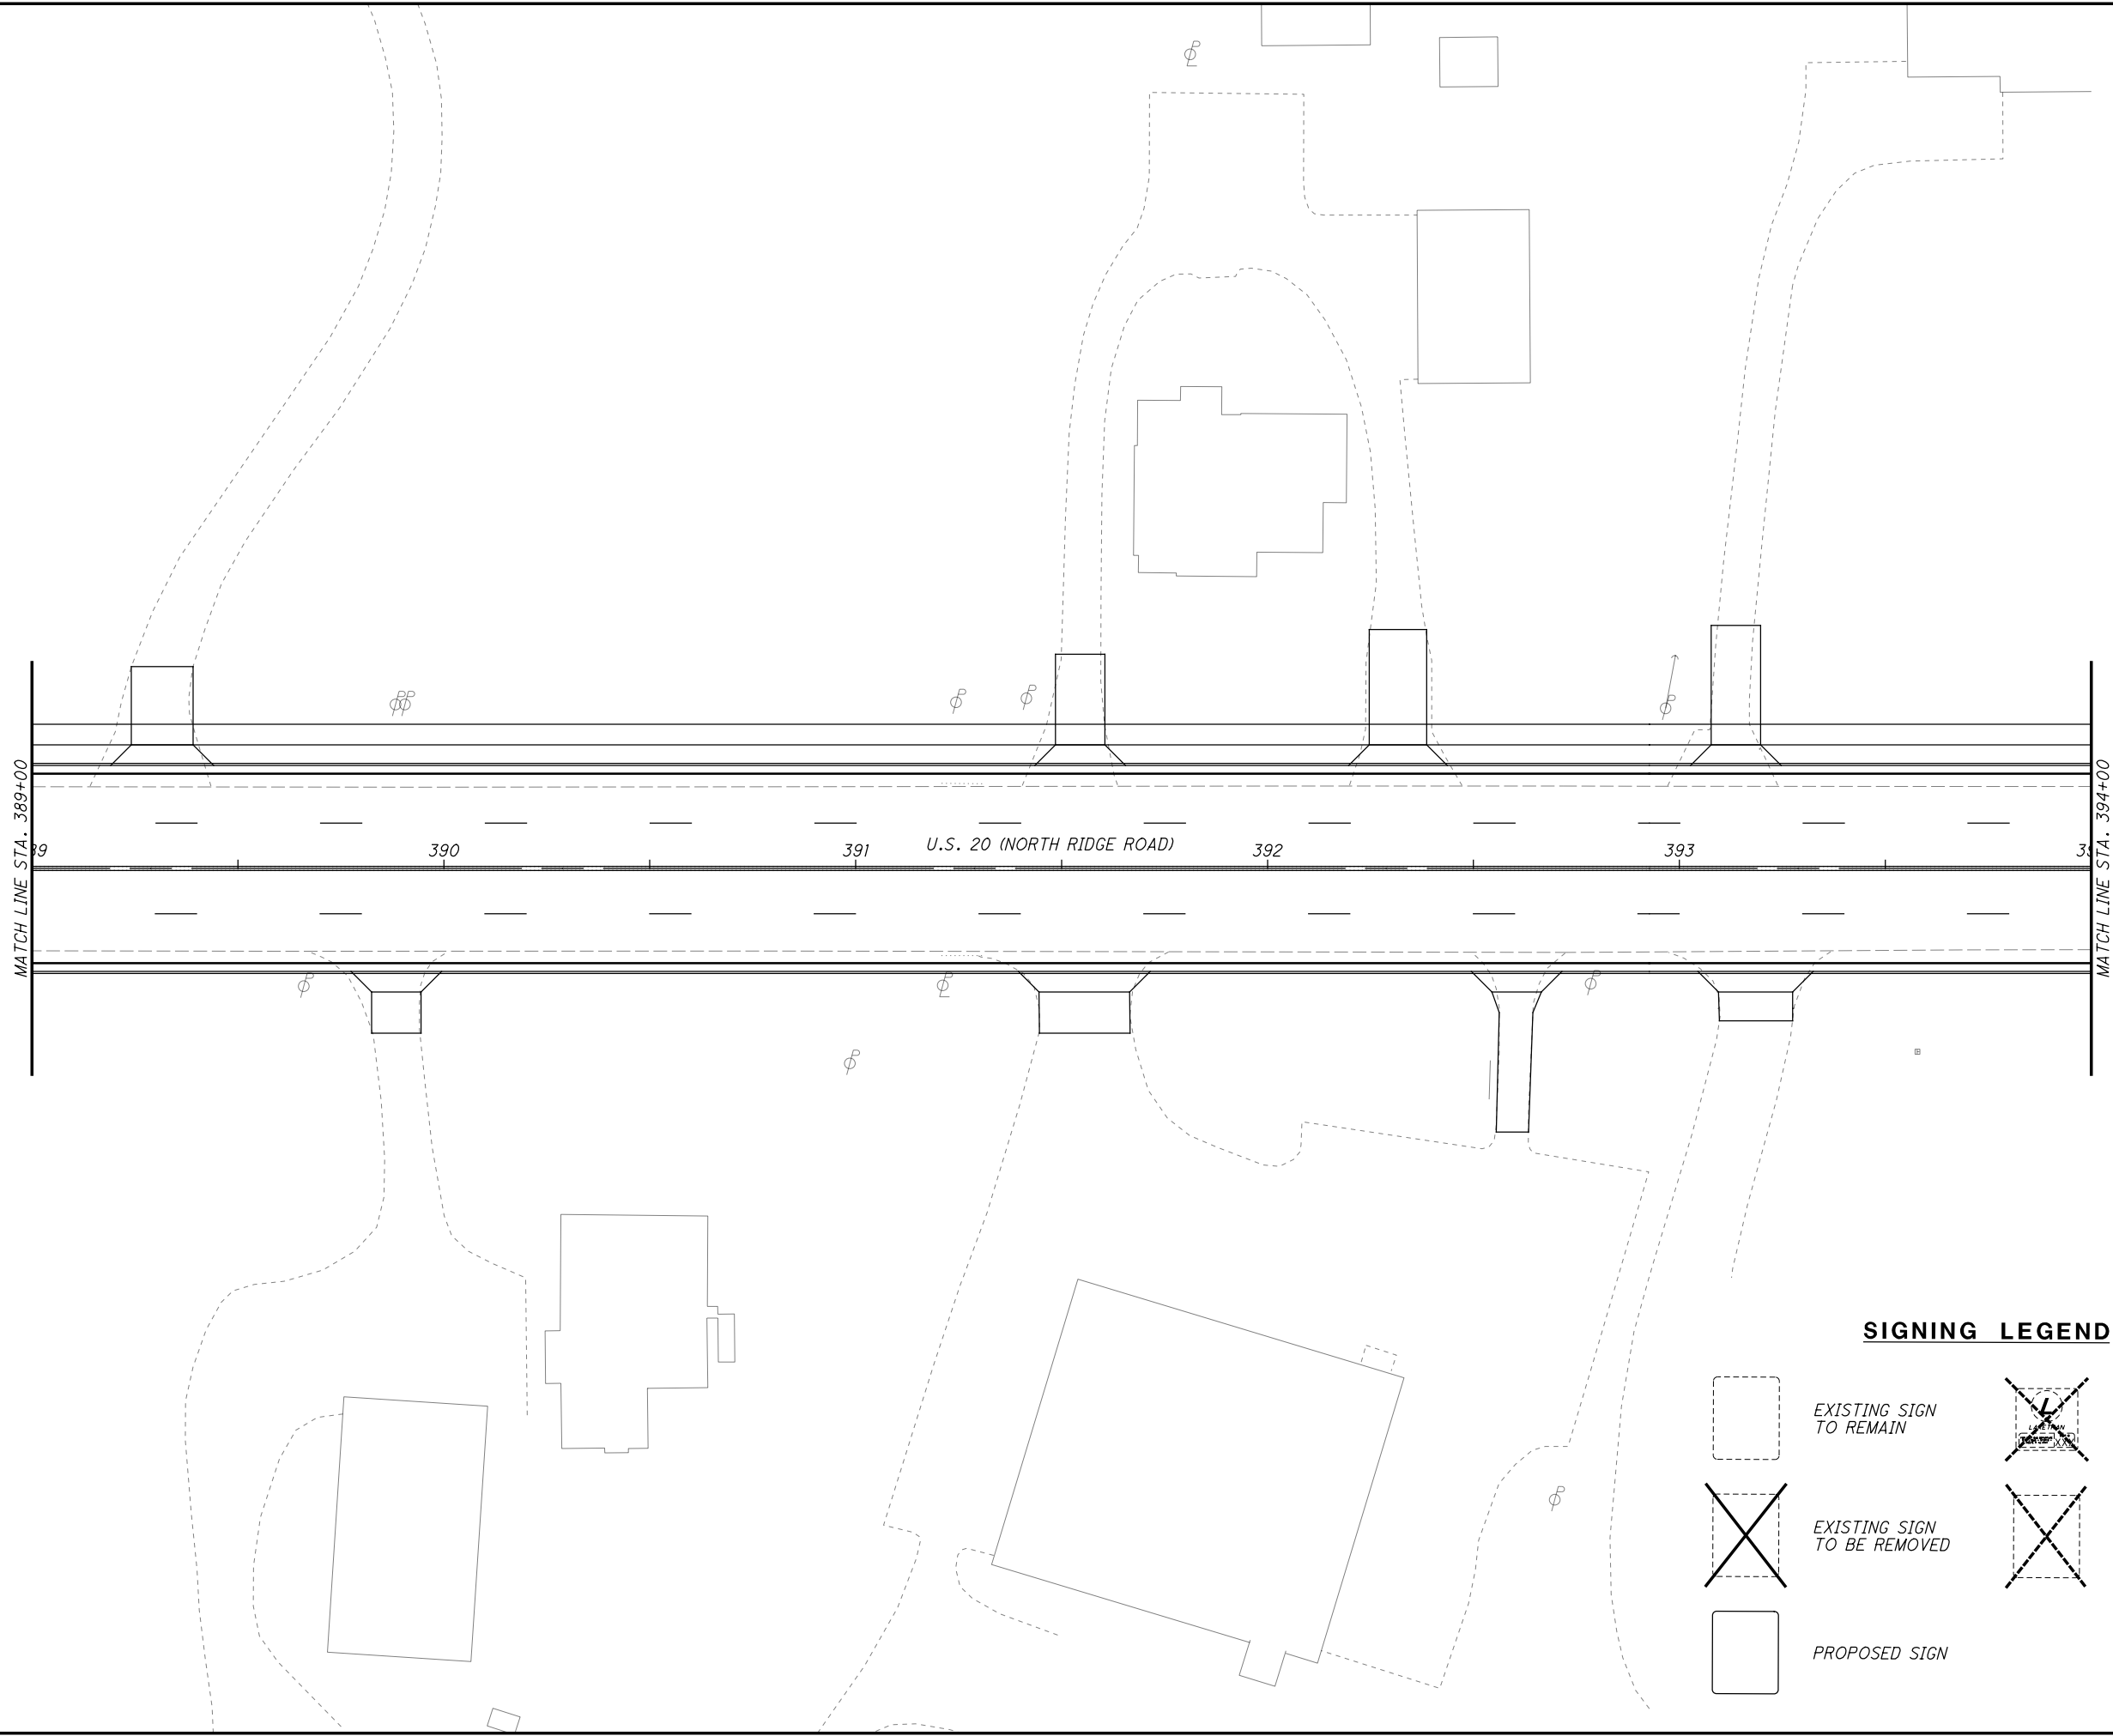 P
P
P
P
P
P
MATCH LINE STA. 389+00
MATCH LINE STA. 394+00
U.S. 20 (NORTH RIDGE ROAD)
390
391
392
393
P
P
P
P
SIGNING LEGEND
EXISTING SIGN
TO REMAIN
EXISTING SIGN
TO BE REMOVED
PROPOSED SIGN
P
L
XXX